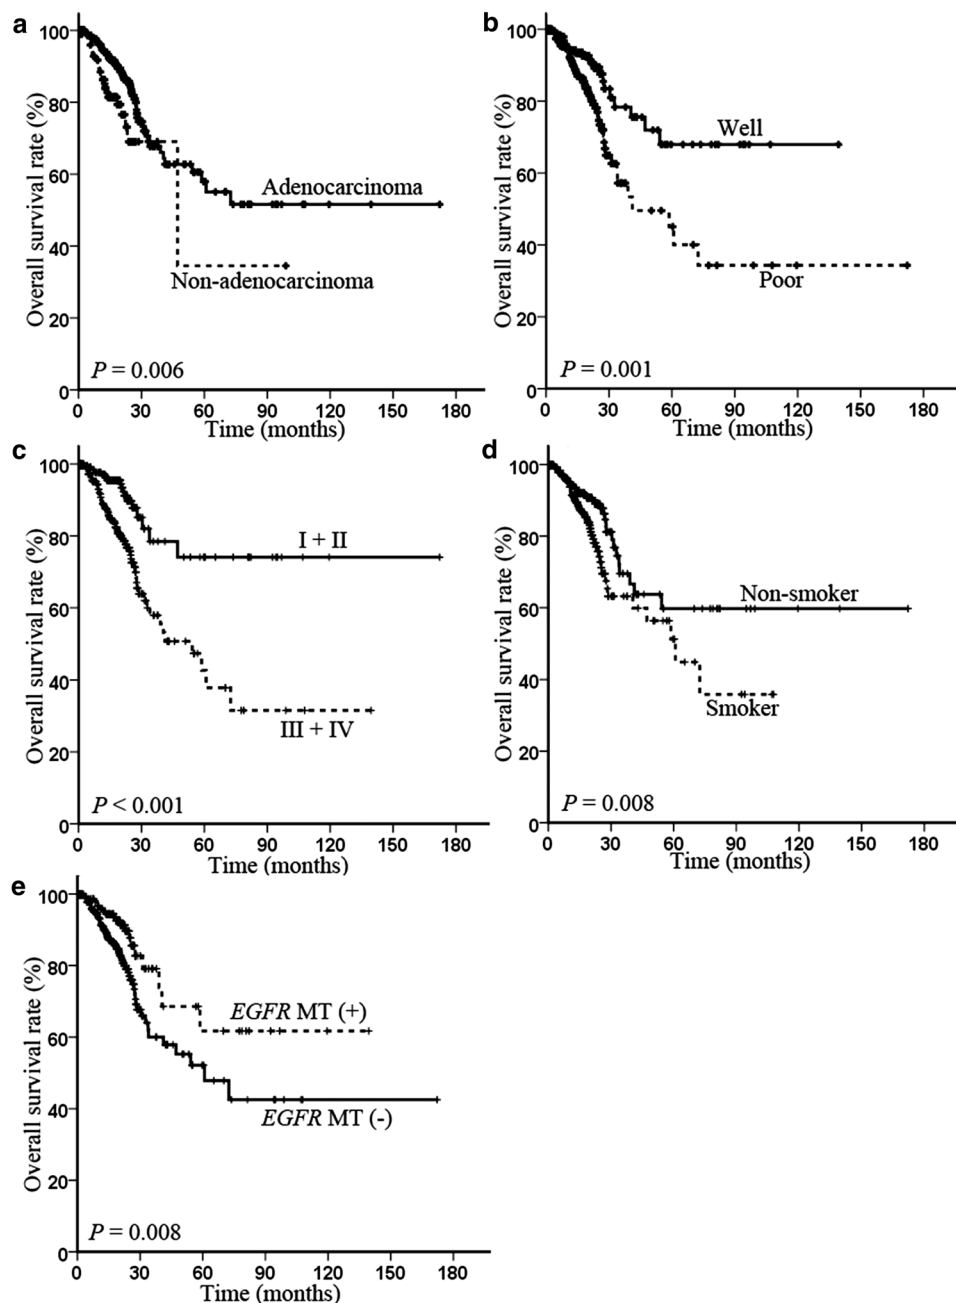 a
Overall survival rate (%)
100
80
60
40
20
0
Adenocarcinoma
Non-adenocarcinoma
P = 0.006
0 30 60 90 120 150 180
Time (months)
b
Overall survival rate (%)
100
80
60
40
20
0
Well
Poor
P = 0.001
0 30 60 90 120 150 180
Time (months)
c
Overall survival rate (%)
100
80
60
40
20
0
I + II
III + IV
P < 0.001
0 30 60 90 120 150 180
Time (months)
d
Overall survival rate (%)
100
80
60
40
20
0
Non-smoker
Smoker
P = 0.008
0 30 60 90 120 150 180
Time (months)
e
Overall survival rate (%)
100
80
60
40
20
0
EGFR MT (+)
EGFR MT (-)
P = 0.008
0 30 60 90 120 150 180
Time (months)